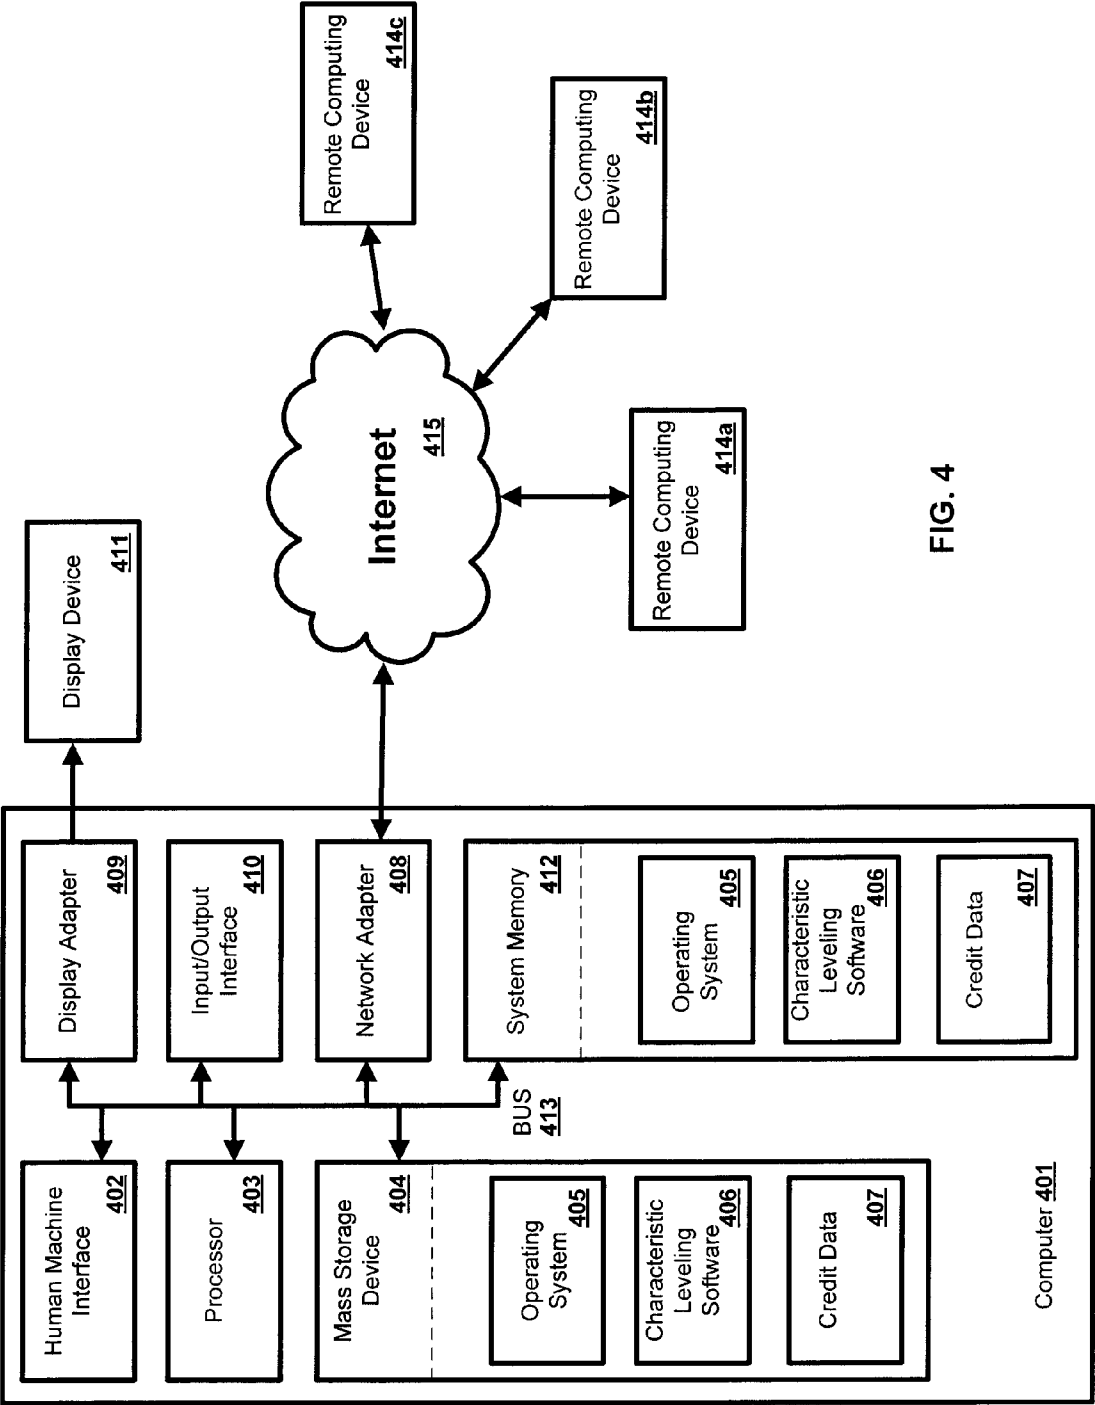 Human Machine
Interface
402
Processor
403
Mass Storage
Device
404
Operating
System
405
Characteristic
Leveling
Software
406
Credit Data
407
Computer 401
BUS
413
Display Adapter
409
Input/Output
Interface
410
Network Adapter
408
System Memory
412
Operating
System
405
Characteristic
Leveling
Software
406
Credit Data
407
Display Device
411
Internet
415
Remote Computing
Device
414a
Remote Computing
Device
414b
Remote Computing
Device
414c
FIG. 4